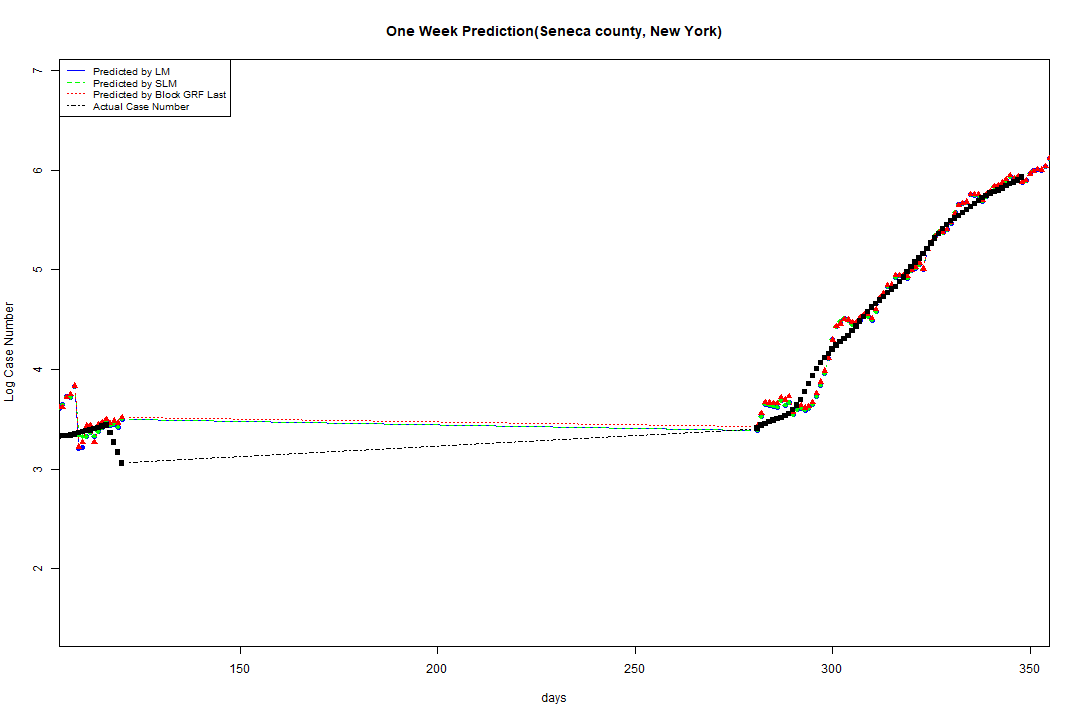 One Week Prediction(Seneca county, New York)
Predicted by LM
Predicted by SLM
Predicted by Block GRF Last
Actual Case Number
7
6
5
4
3
2
Log Case Number
150
200
250
300
350
days